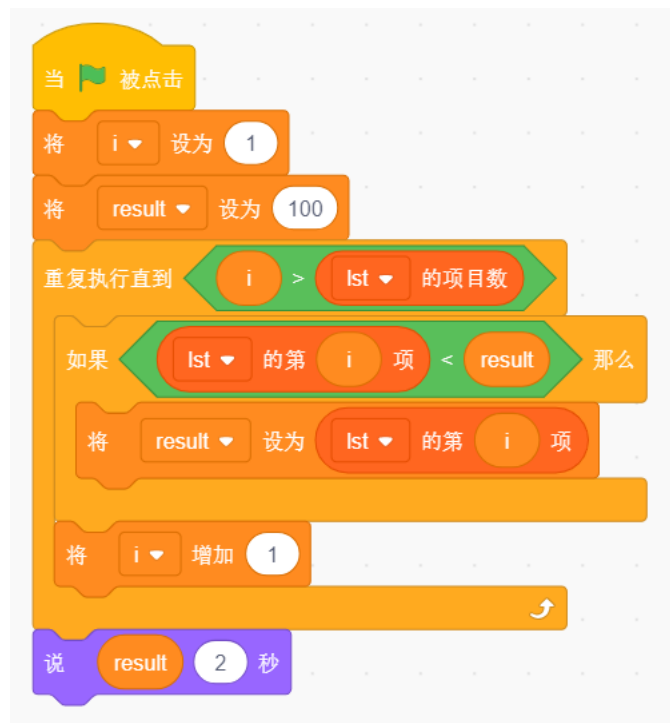 当 被点击
将 i 设为 1
将 result 设为 100
重复执行直到 i > lst 的项目数
如果 lst 的第 i 项 < result 那么
将 result 设为 lst 的第 i 项
将 i 增加 1
说 result 2 秒